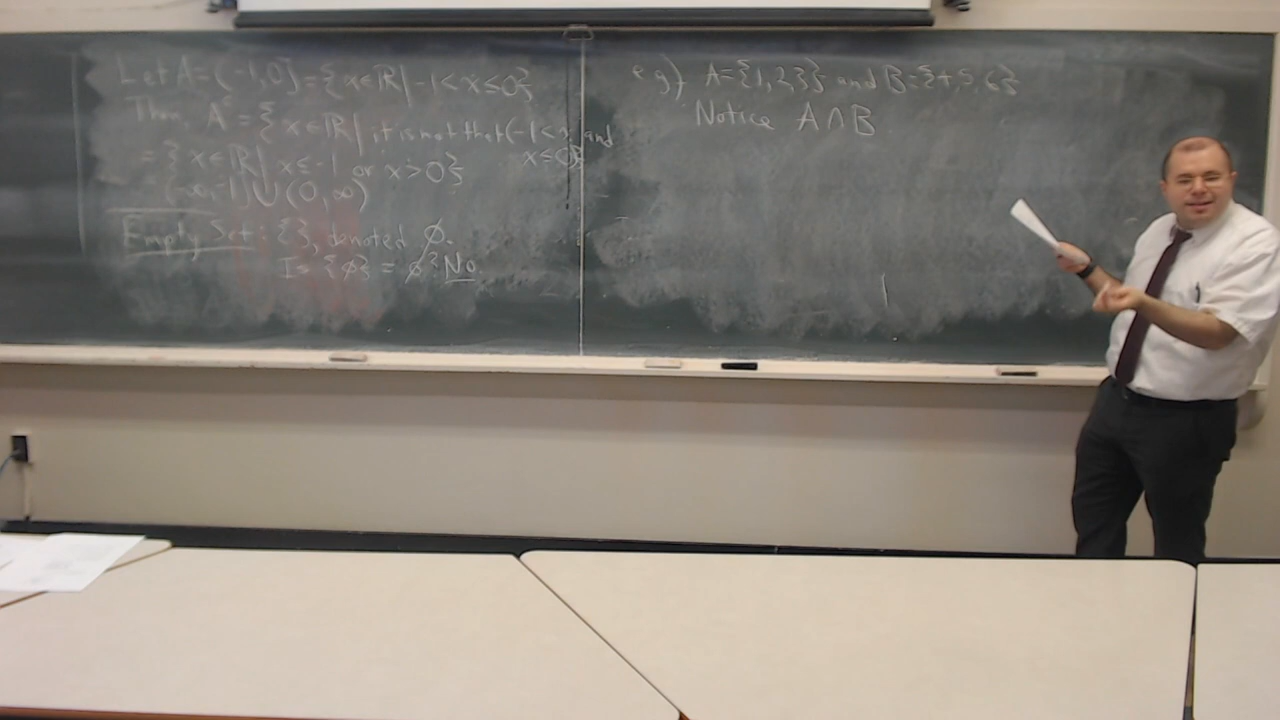 Let A = (-1,0] = {x∈ℝ | -1 < x ≤ 0}
Then, Aᶜ = {x∈ℝ | it is not that (-1 < x and
x ≤ 0}
= {x∈ℝ | x ≤ -1 or x > 0}
= (-∞,-1] ∪ (0,∞)
Empty Set: {}, denoted ∅.
Is {∅} = ∅? No
e.g.) A={1,2,3} and B={4,5,6}
Notice A∩B